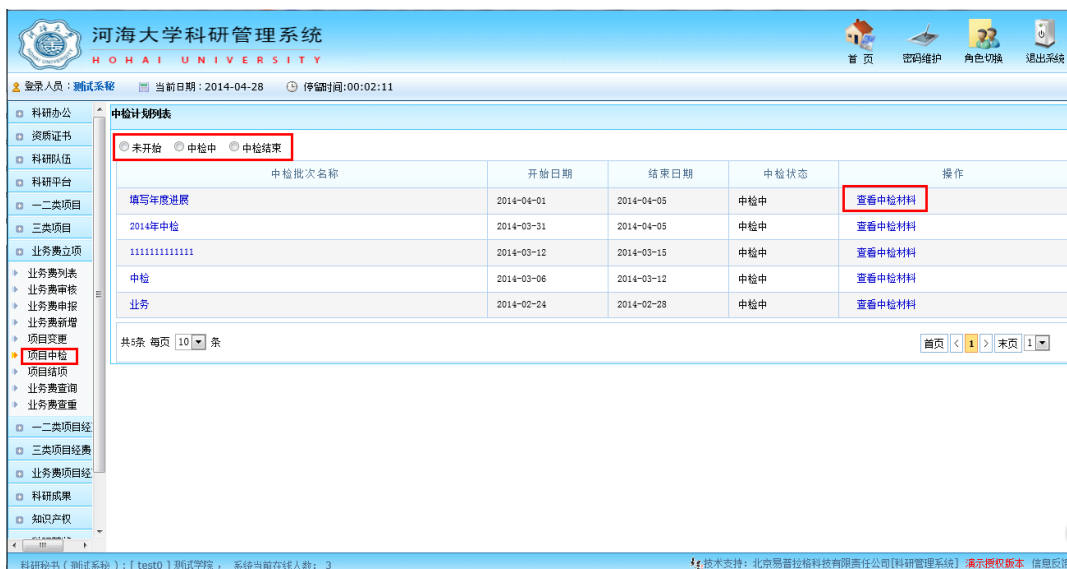 河海大学科研管理系统
HOHAI UNIVERSITY
首 页 密码维护 角色切换 退出系统
登录人员：测试系秘 当前日期：2014-04-28 停留时间:00:02:11
科研办公
资质证书
科研队伍
科研平台
一二类项目
三类项目
业务费立项
业务费列表
业务费审核
业务费申报
业务费新增
项目变更
项目中检
项目结项
业务费查询
业务费查重
一二类项目经
三类项目经费
业务费项目经
科研成果
知识产权
中检计划列表
未开始 中检中 中检结束
中检批次名称 开始日期 结束日期 中检状态 操作
填写年度进展 2014-04-01 2014-04-05 中检中 查看中检材料
2014年中检 2014-03-31 2014-04-05 中检中 查看中检材料
1111111111111 2014-03-12 2014-03-15 中检中 查看中检材料
中检 2014-03-06 2014-03-12 中检中 查看中检材料
业务 2014-02-24 2014-02-28 中检中 查看中检材料
共5条 每页 10 条 首页 < 1 > 末页 1
科研秘书(测试系秘):[ test0 ]测试学院， 系统当前在线人数: 3 技术支持：北京易普拉格科技有限责任公司[科研管理系统] 演示授权版本 信息反馈